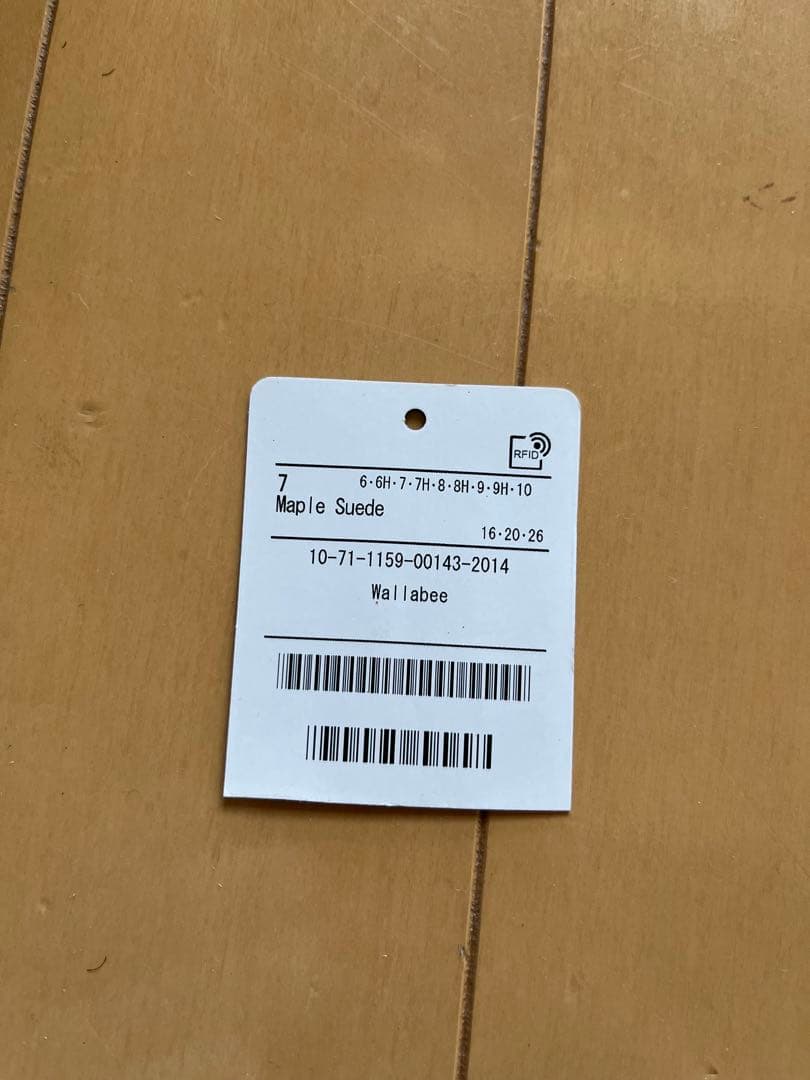 RFID
7 6·6H·7·7H·8·8H·9·9H·10
Maple Suede
16·20·26
10-71-1159-00143-2014
Wallabee